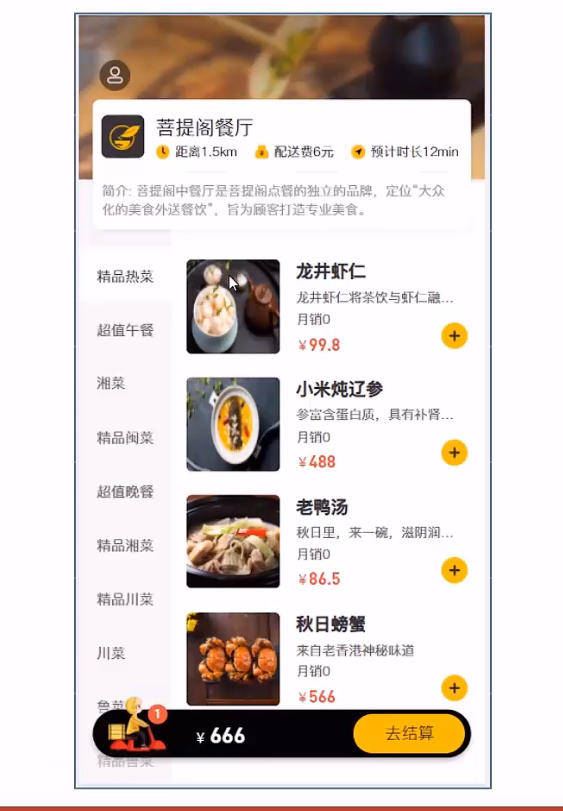 菩提阁餐厅
距离1.5km 配送费6元 预计时长12min
简介: 菩提阁中餐厅是菩提阁点餐的独立的品牌，定位“大众
化的美食外送餐饮”，旨为顾客打造专业美食。
精品热菜
超值午餐
湘菜
精品闽菜
超值晚餐
精品湘菜
精品川菜
川菜
鲁菜
精品鲁菜
龙井虾仁
龙井虾仁将茶饮与虾仁融...
月销0
¥99.8
小米炖辽参
参富含蛋白质，具有补肾...
月销0
¥488
老鸭汤
秋日里，来一碗，滋阴润...
月销0
¥86.5
秋日螃蟹
来自老香港神秘味道
月销0
¥566
1
¥ 666
去结算